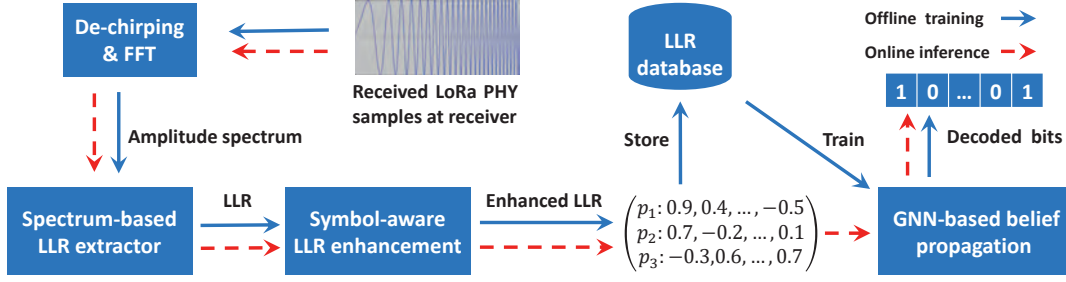 De-chirping
& FFT
Received LoRa PHY
samples at receiver
LLR
database
Offline training
Online inference
1 0 ... 0 1
Amplitude spectrum
Store
Train
Decoded bits
Spectrum-based
LLR extractor
LLR
Symbol-aware
LLR enhancement
Enhanced LLR
p₁: 0.9, 0.4, … , −0.5
p₂: 0.7, −0.2, … , 0.1
p₃: −0.3,0.6, … , 0.7
GNN-based belief
propagation